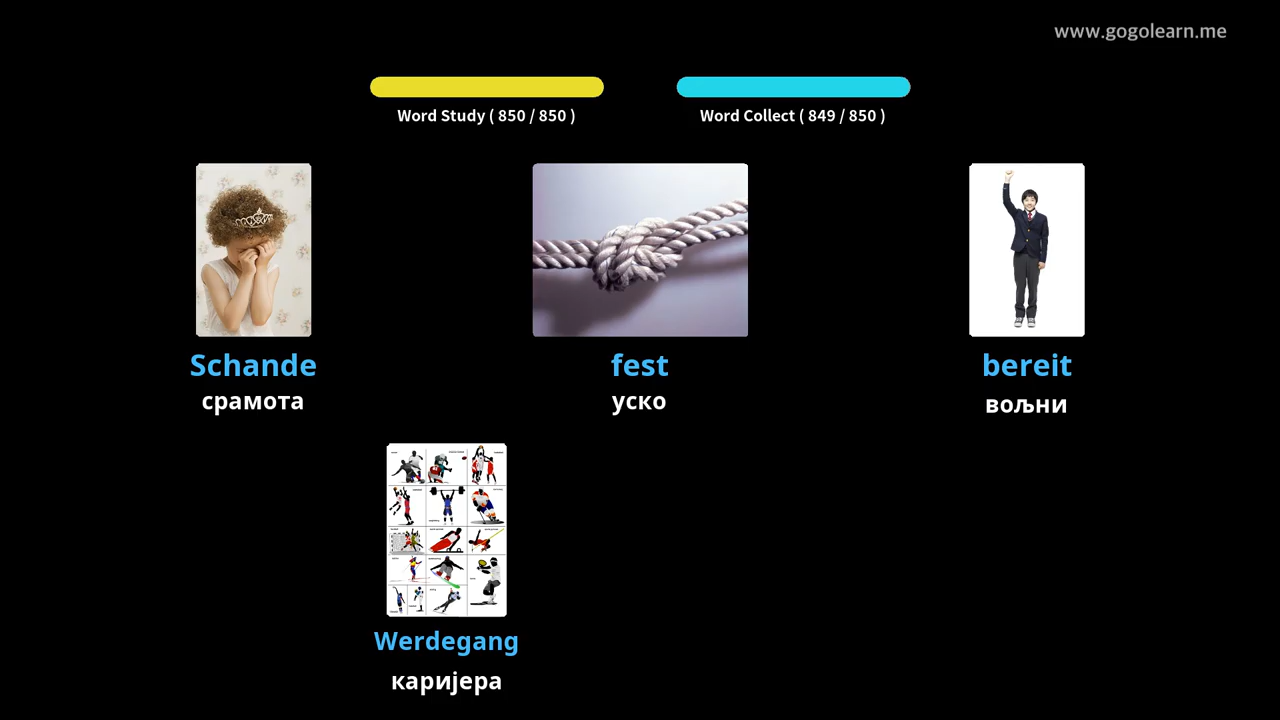 www.gogolearn.me
Word Study ( 850 / 850 )
Word Collect ( 849 / 850 )
Schande
fest
bereit
срамота
уско
вољни
Werdegang
каријера